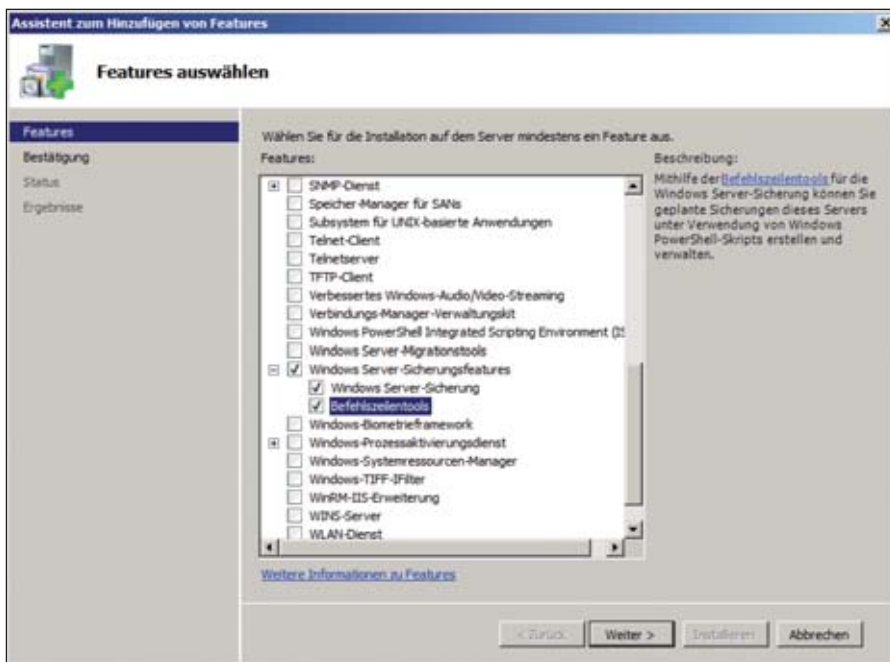 Assistent zum Hinzufügen von Features
Features auswählen
Features
Bestätigung
Status
Ergebnisse
Wählen Sie für die Installation auf dem Server mindestens ein Feature aus.
Features:
SNMP-Dienst
Speicher-Manager für SANs
Subsystem für UNIX-basierte Anwendungen
Telnet-Client
Telnetserver
TFTP-Client
Verbessertes Windows-Audio/Video-Streaming
Verbindungs-Manager-Verwaltungskit
Windows PowerShell Integrated Scripting Environment (IS
Windows Server-Migrationstools
Windows Server-Sicherungsfeatures
Windows Server-Sicherung
Befehlszeilentools
Windows-Biometrieframework
Windows-Prozessaktivierungsdienst
Windows-Systemressourcen-Manager
Windows-TIFF-IFilter
WinRM-IIS-Erweiterung
WINS-Server
WLAN-Dienst
Beschreibung:
Mithilfe der Befehlszeilentools für die
Windows Server-Sicherung können Sie
geplante Sicherungen dieses Servers
unter Verwendung von Windows
PowerShell-Skripts erstellen und
verwalten.
Weitere Informationen zu Features
< Zurück
Weiter >
Installieren
Abbrechen